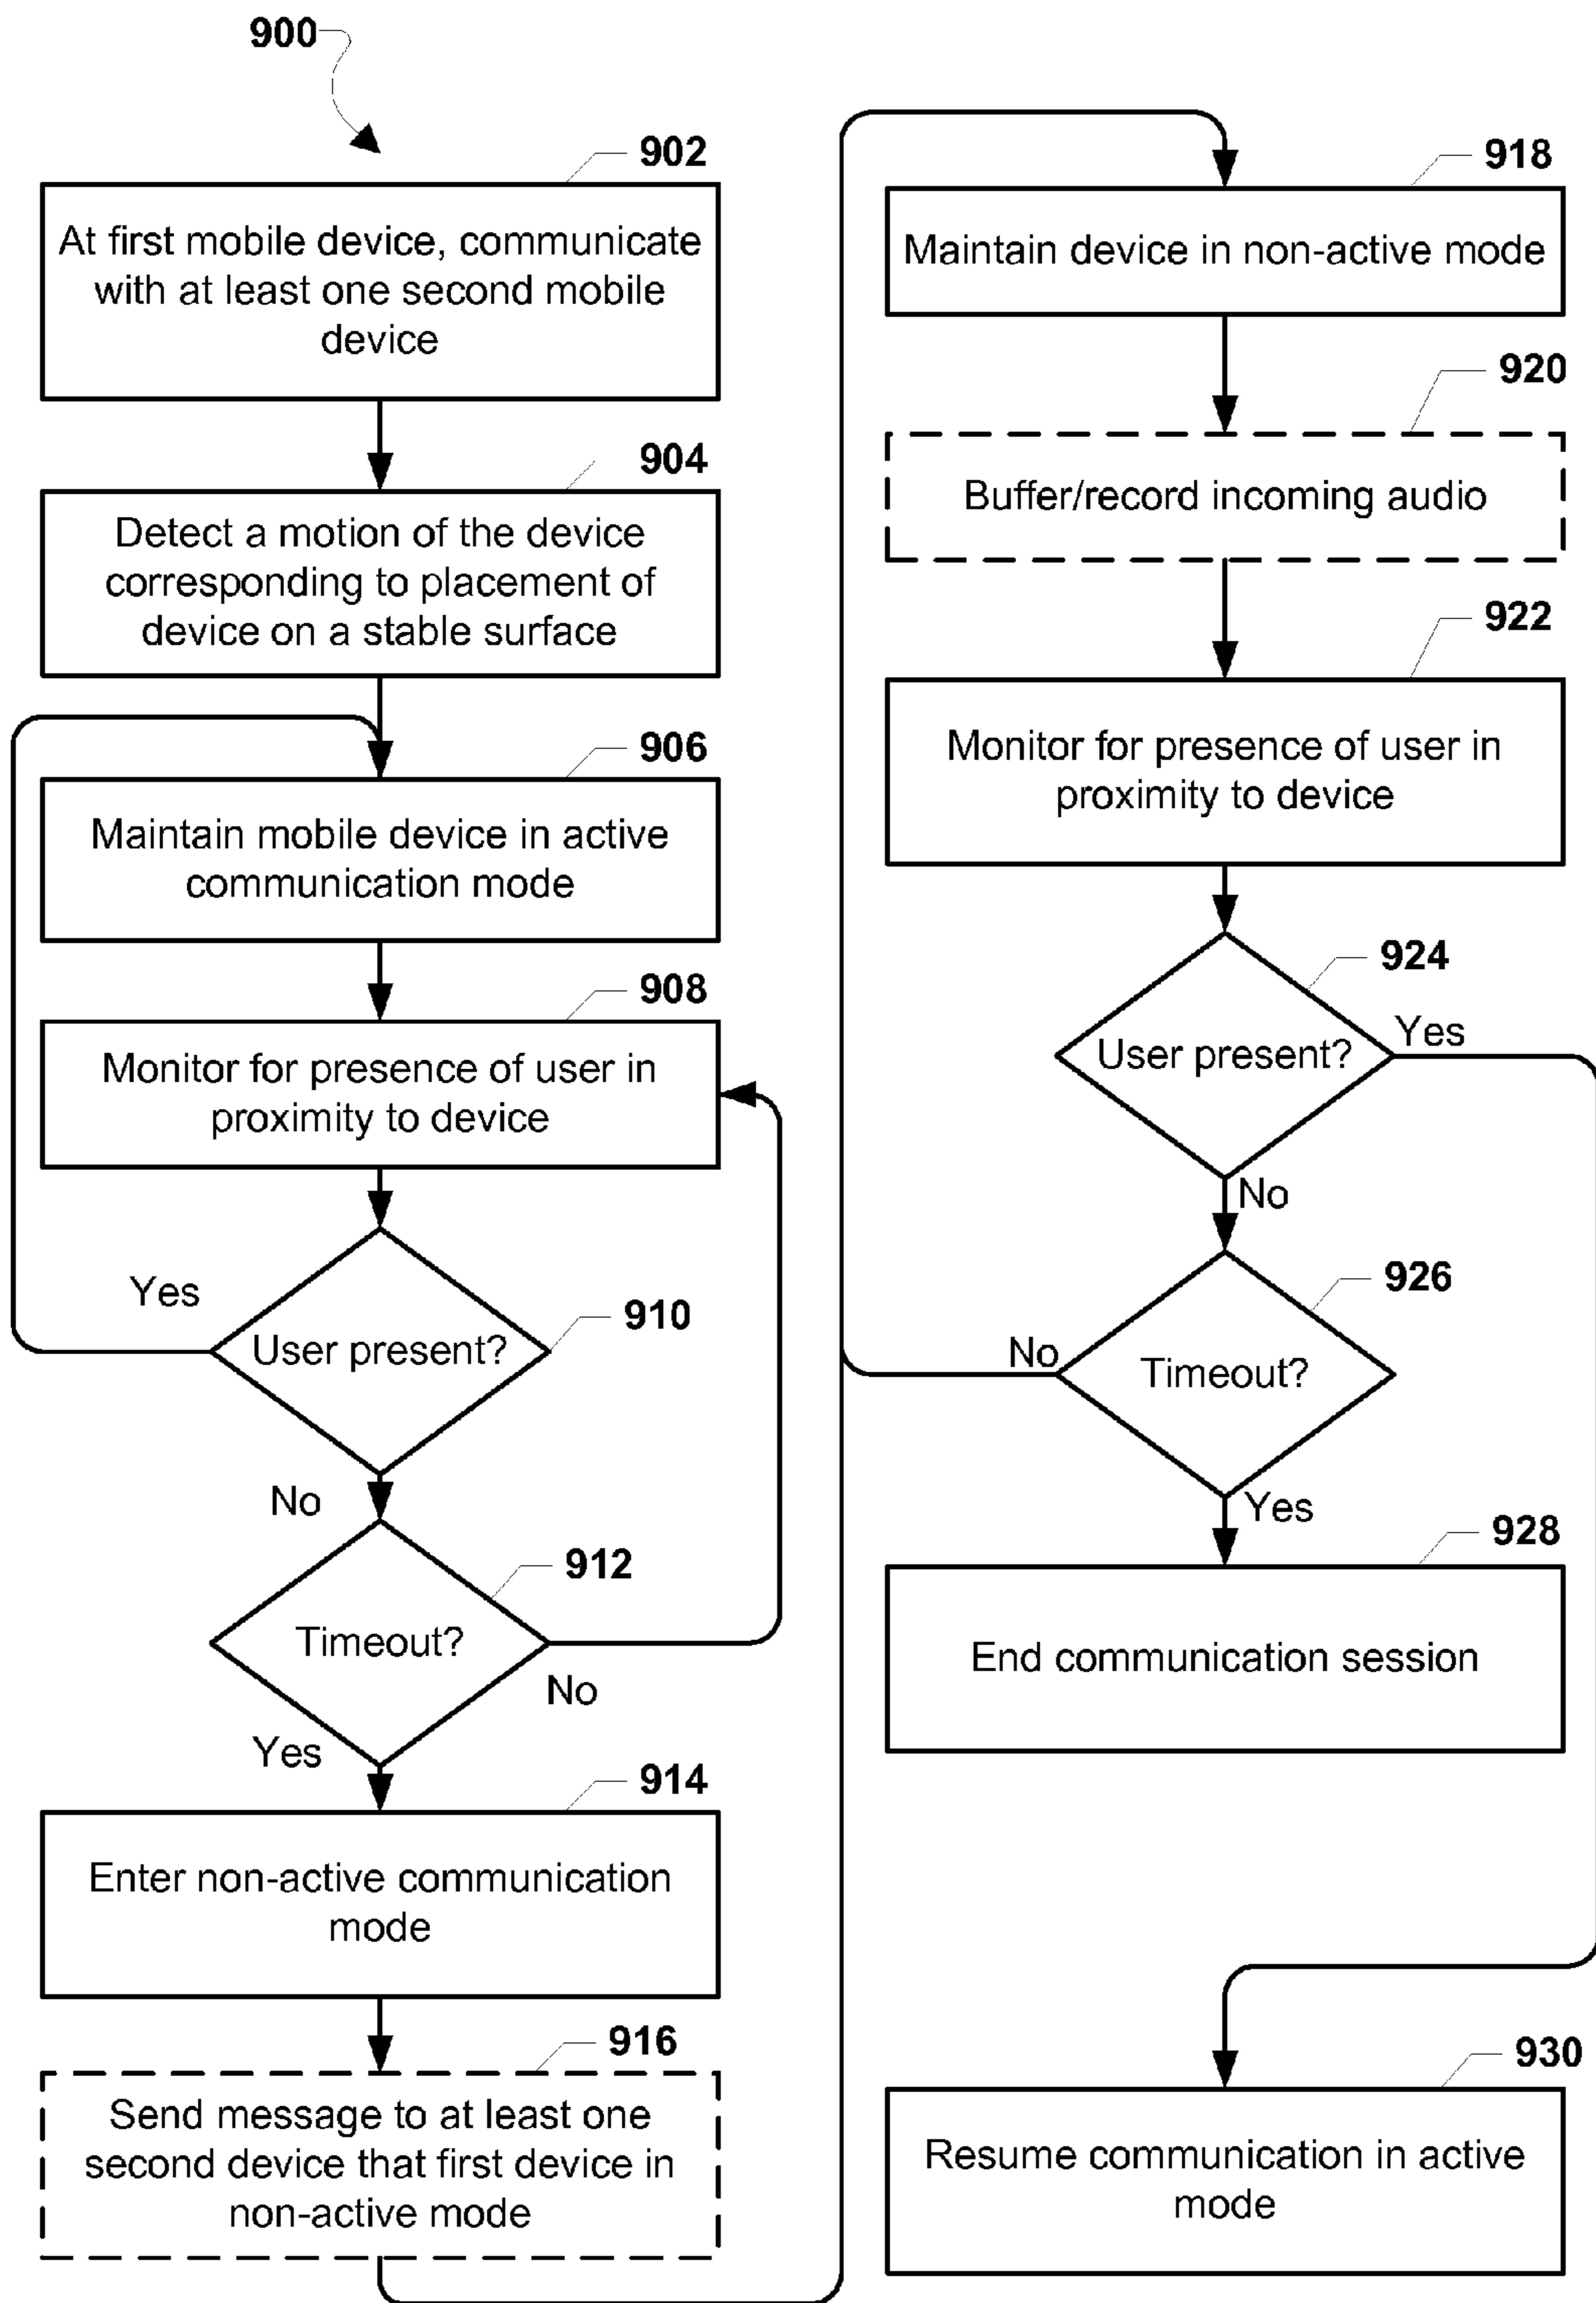 900
902
At first mobile device, communicate
with at least one second mobile
device
904
Detect a motion of the device
corresponding to placement of
device on a stable surface
906
Maintain mobile device in active
communication mode
908
Monitor for presence of user in
proximity to device
910
User present?
Yes
No
912
Timeout?
No
Yes
914
Enter non-active communication
mode
916
Send message to at least one
second device that first device in
non-active mode
918
Maintain device in non-active mode
920
Buffer/record incoming audio
922
Monitor for presence of user in
proximity to device
924
User present?
Yes
No
926
Timeout?
No
Yes
928
End communication session
930
Resume communication in active
mode